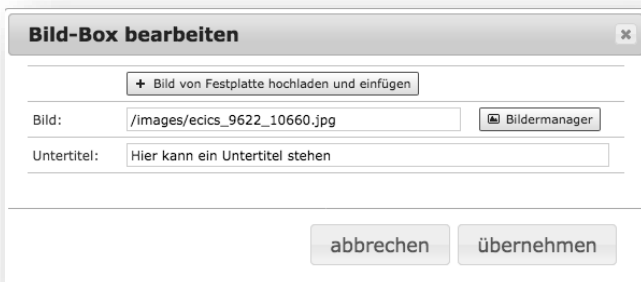 Bild-Box bearbeiten
+ Bild von Festplatte hochladen und einfügen
Bild: /images/ecics_9622_10660.jpg Bildermanager
Untertitel: Hier kann ein Untertitel stehen
abbrechen übernehmen